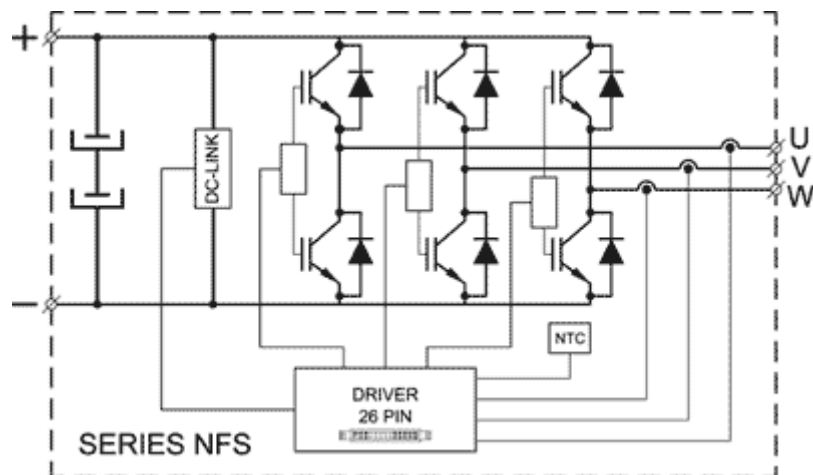 +
U
V
W
DC-LINK
−
NTC
DRIVER
26 PIN
SERIES NFS